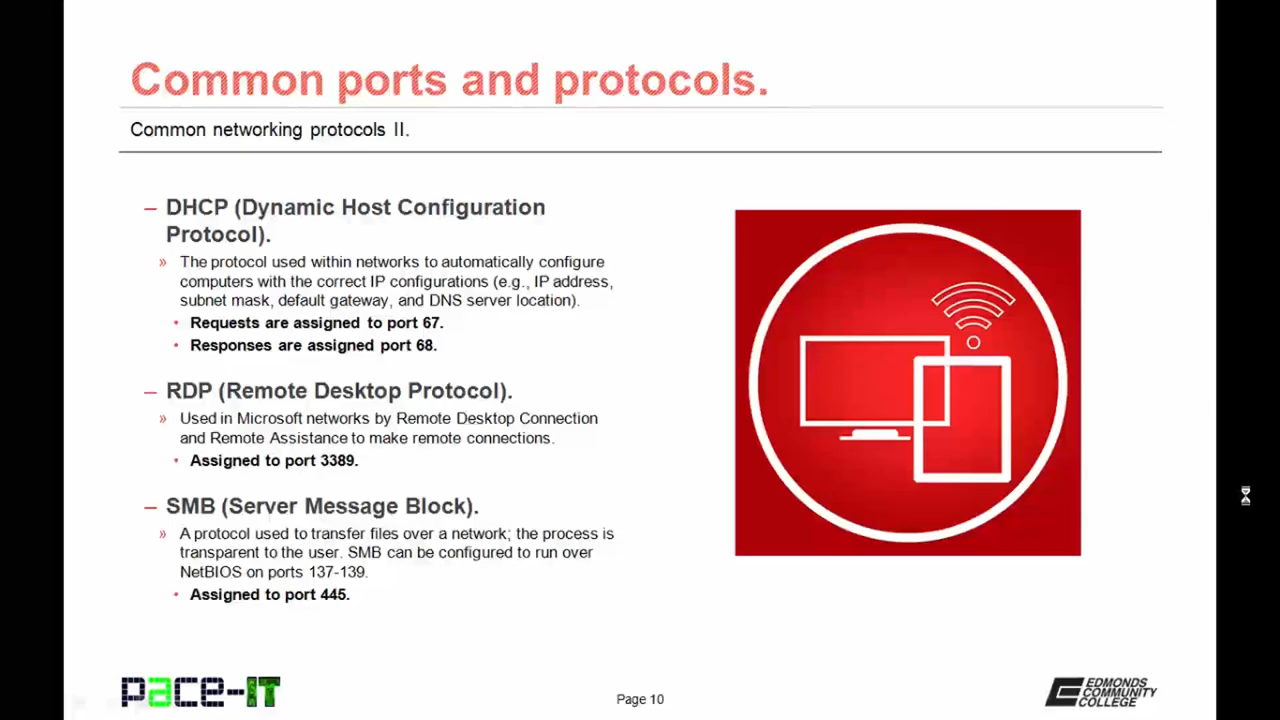 Common ports and protocols.
Common networking protocols II.
– DHCP (Dynamic Host Configuration
Protocol).
» The protocol used within networks to automatically configure
computers with the correct IP configurations (e.g., IP address,
subnet mask, default gateway, and DNS server location).
• Requests are assigned to port 67.
• Responses are assigned port 68.
– RDP (Remote Desktop Protocol).
» Used in Microsoft networks by Remote Desktop Connection
and Remote Assistance to make remote connections.
• Assigned to port 3389.
– SMB (Server Message Block).
» A protocol used to transfer files over a network; the process is
transparent to the user. SMB can be configured to run over
NetBIOS on ports 137-139.
• Assigned to port 445.
pace-IT
Page 10
EDMONDS
COMMUNITY
COLLEGE